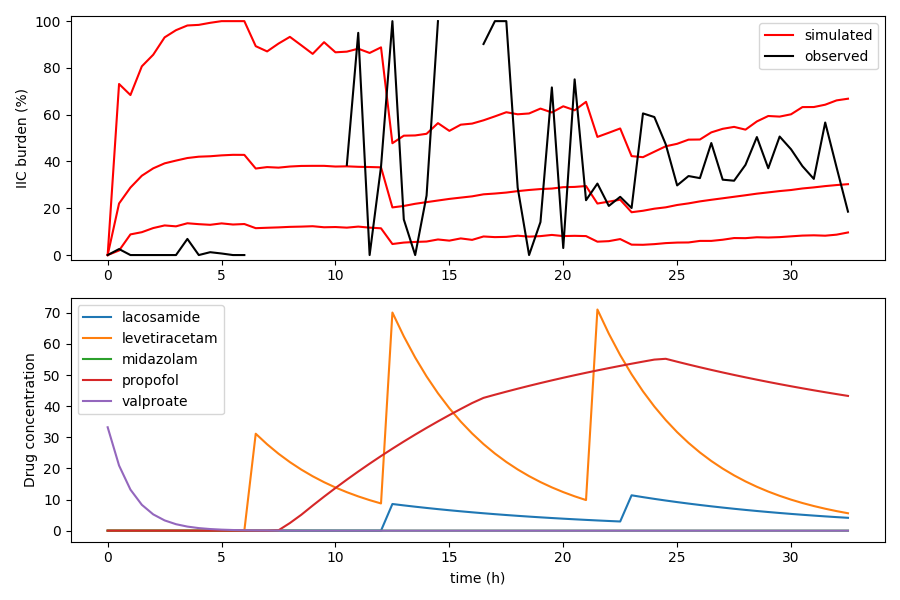 IIC burden (%)
100
80
60
40
20
0
simulated
observed
0 5 10 15 20 25 30
Drug concentration
70
60
50
40
30
20
10
0
lacosamide
levetiracetam
midazolam
propofol
valproate
0 5 10 15 20 25 30
time (h)